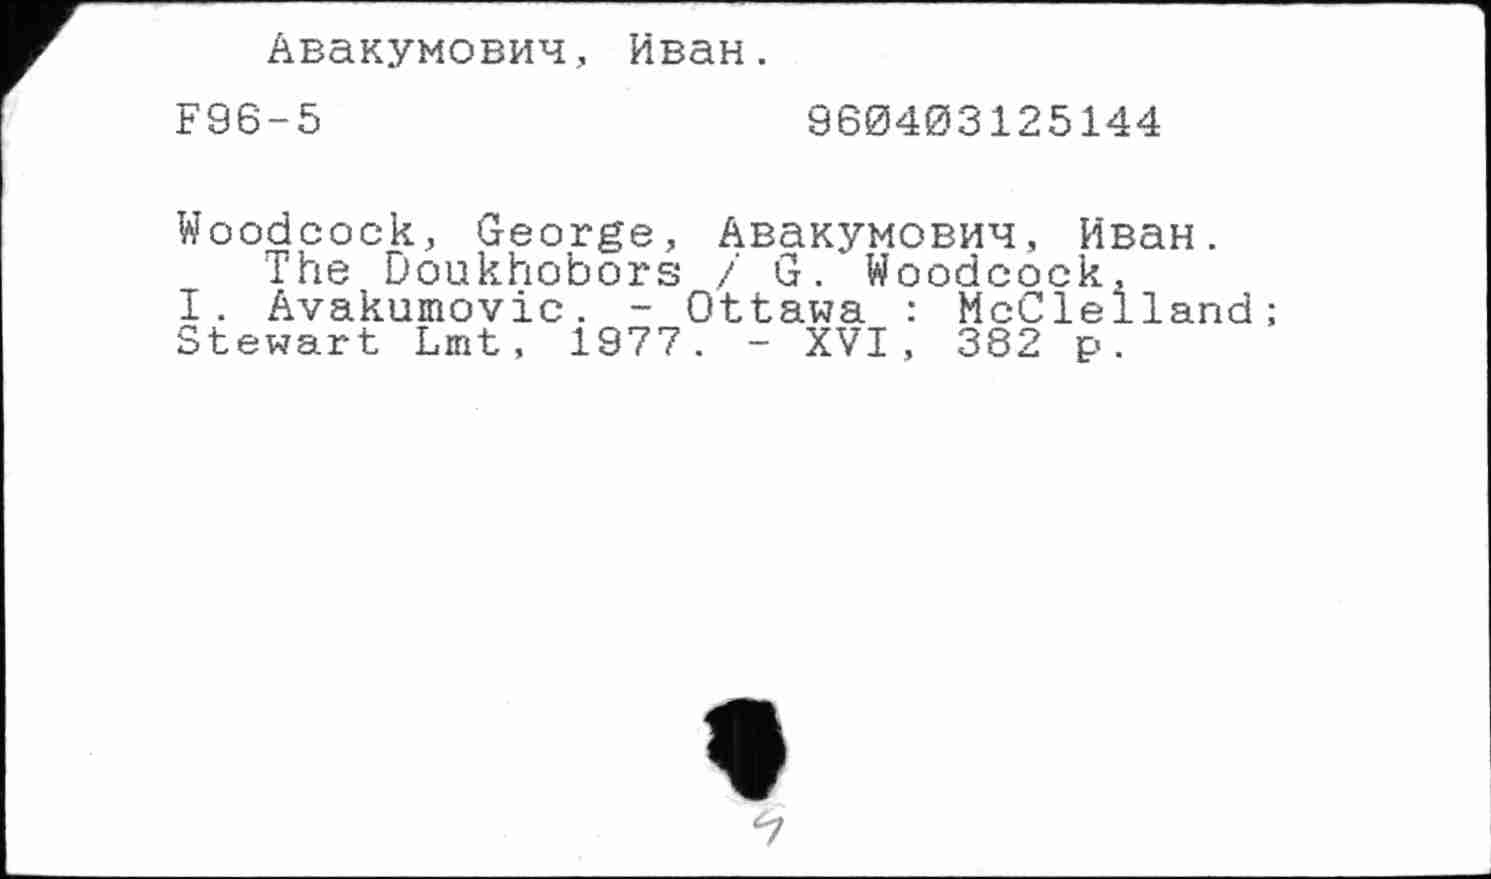 Авакумович, Иван.
F96-5 960403125144
Woodcock, George, Авакумович, Иван.
The Doukhobors / G. Woodcock,
I. Avakumovic. - Ottawa : McClelland;
Stewart Lmt, 1977. - XVI, 382 p.